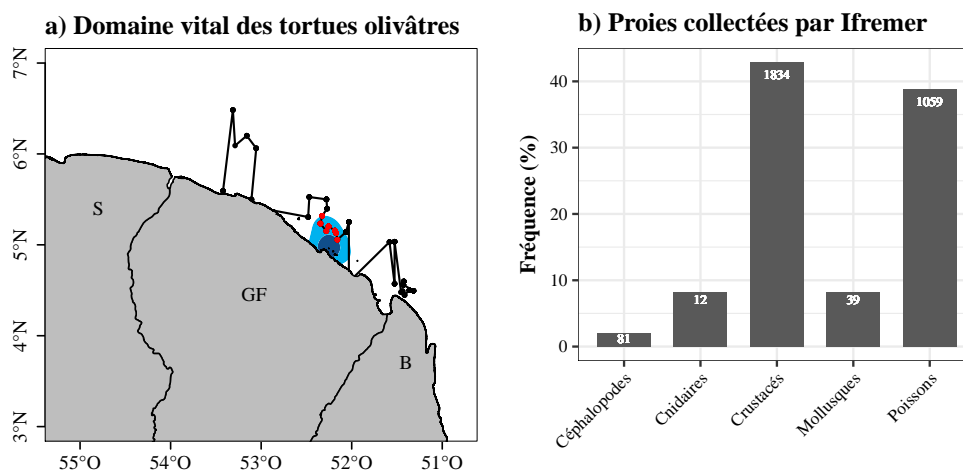 a) Domaine vital des tortues olivâtres
7°N
6°N
5°N
4°N
3°N
S
GF
B
55°O 54°O 53°O 52°O 51°O
b) Proies collectées par Ifremer
Fréquence (%)
40
30
20
10
0
81 12 1834 39 1059
Céphalopodes Cnidaires Crustacés Mollusques Poissons